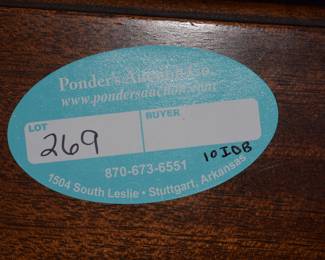 Ponder's Auction Co.
www.pondersauction.com
LOT BUYER
269
870-673-6551
10IDB
1504 South Leslie • Stuttgart, Arkansas